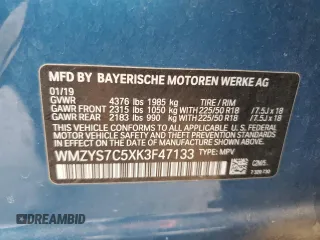 MFD BY BAYERISCHE MOTOREN WERKE AG
01/19
GVWR 4376 lbs 1985 kg TIRE / RIM
GAWR FRONT 2315 lbs 1050 kg 225/50 R18 /7.5J x 18
GAWR REAR 2183 lbs 990 kg 225/50 R18 /7.5J x 18
THIS VEHICLE CONFORMS TO ALL APPLICABLE U.S. FEDERAL MOTOR
VEHICLE SAFETY, BUMPER, AND THEFT PREVENTION STANDARDS
IN EFFECT ON THE DATE OF MANUFACTURE SHOWN ABOVE.
WMZYS7C5XK3F47133 TYPE: MPV
DREAMBID